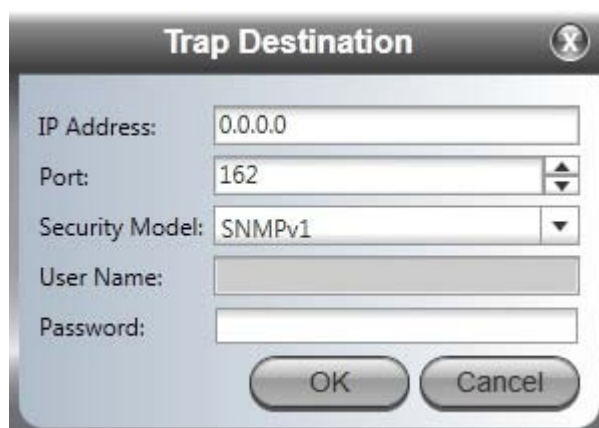 Trap Destination
X
IP Address: 0.0.0.0
Port: 162
Security Model: SNMPv1
User Name:
Password:
OK Cancel